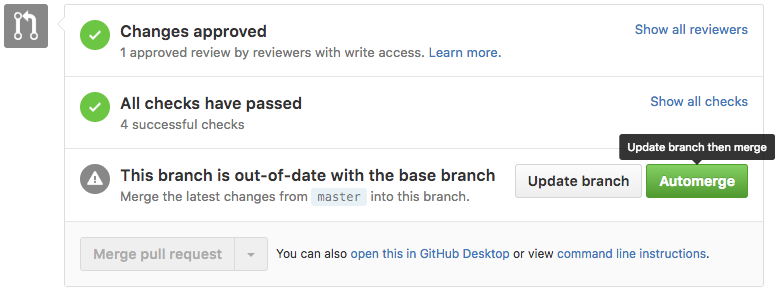 Changes approved
Show all reviewers
1 approved review by reviewers with write access. Learn more.
All checks have passed
Show all checks
4 successful checks
Update branch then merge
This branch is out-of-date with the base branch
Update branch
Automerge
Merge the latest changes from master into this branch.
Merge pull request
You can also open this in GitHub Desktop or view command line instructions.